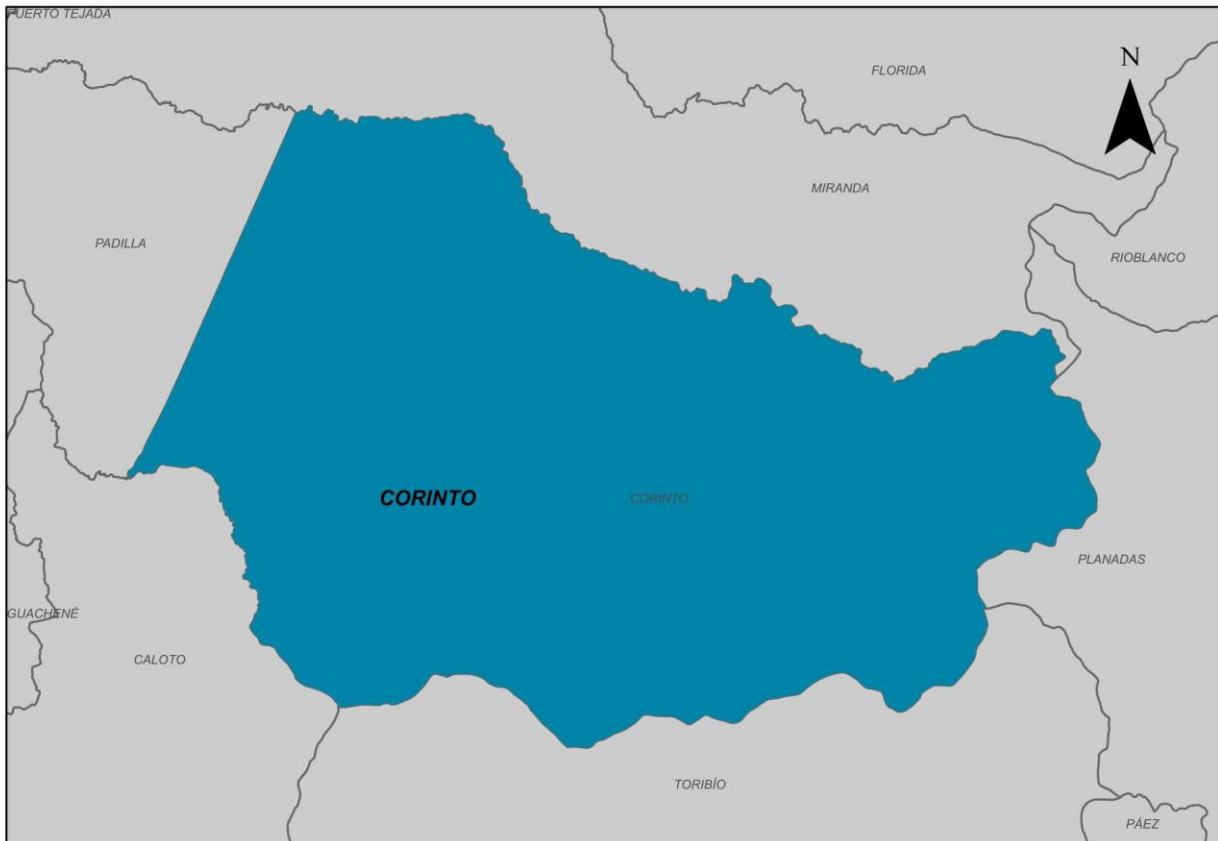 PUERTO TEJADA
N
FLORIDA
MIRANDA
PADILLA
RIOBLANCO
CORINTO
CORINTO
PLANADAS
GUACHENÉ
CALOTO
TORIBÍO
PÁEZ